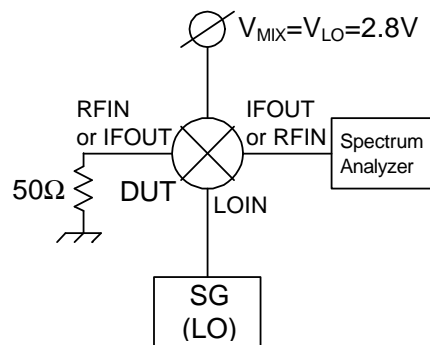 V_MIX=V_LO=2.8V
RFIN
or IFOUT
IFOUT
or RFIN
Spectrum
Analyzer
50Ω
DUT
LOIN
SG
(LO)